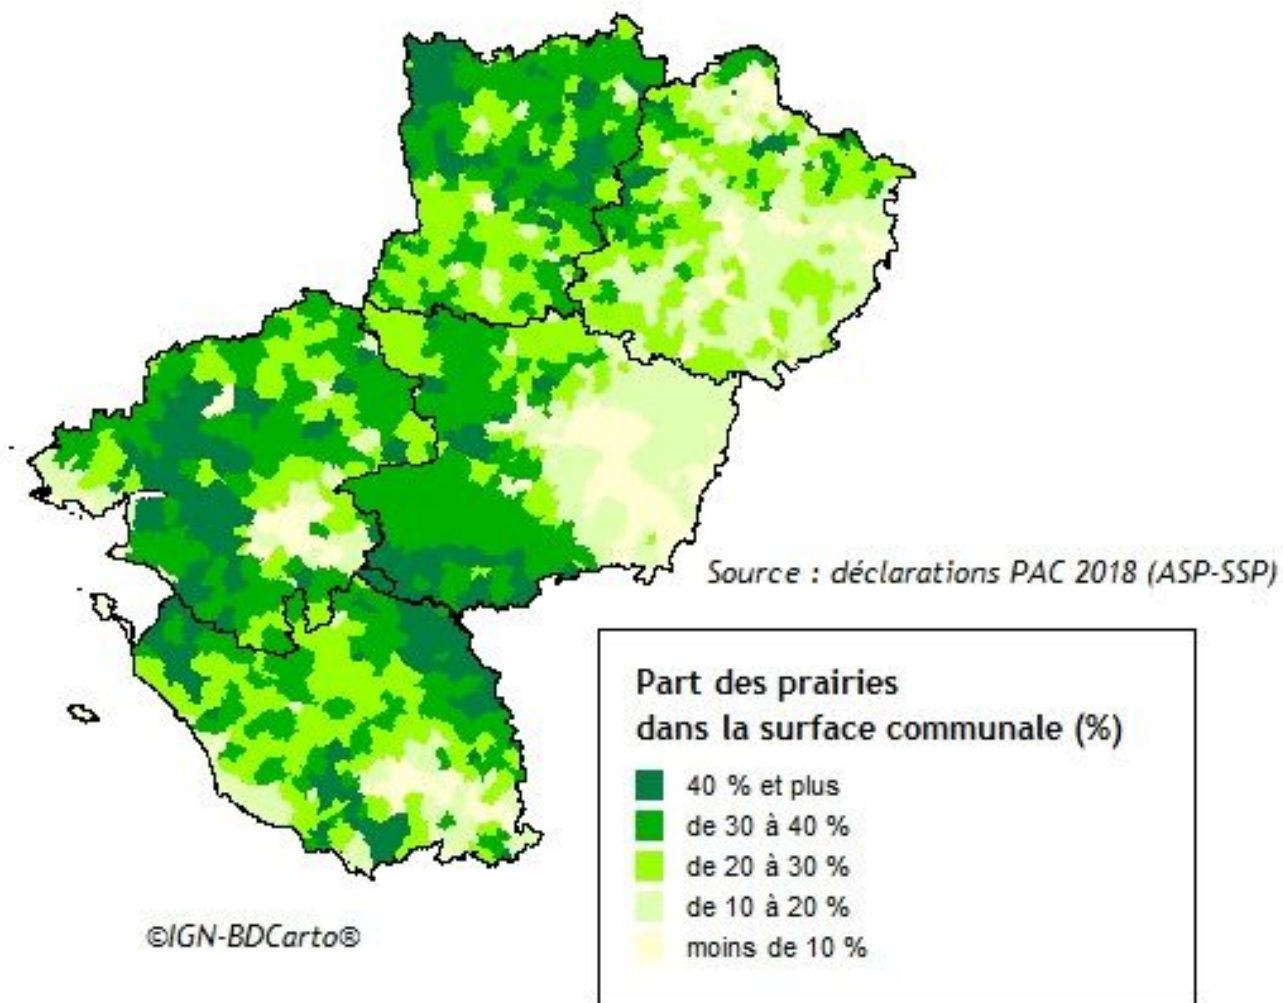 Source : déclarations PAC 2018 (ASP-SSP)
Part des prairies
dans la surface communale (%)
40 % et plus
de 30 à 40 %
de 20 à 30 %
de 10 à 20 %
moins de 10 %
©IGN-BDCarto®